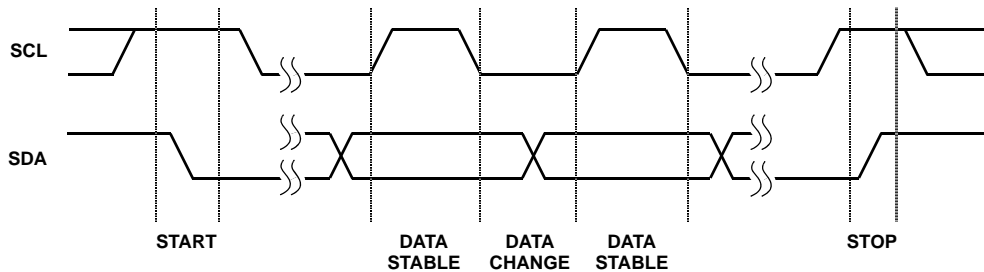 SCL
SDA
START
DATA STABLE
DATA CHANGE
DATA STABLE
STOP